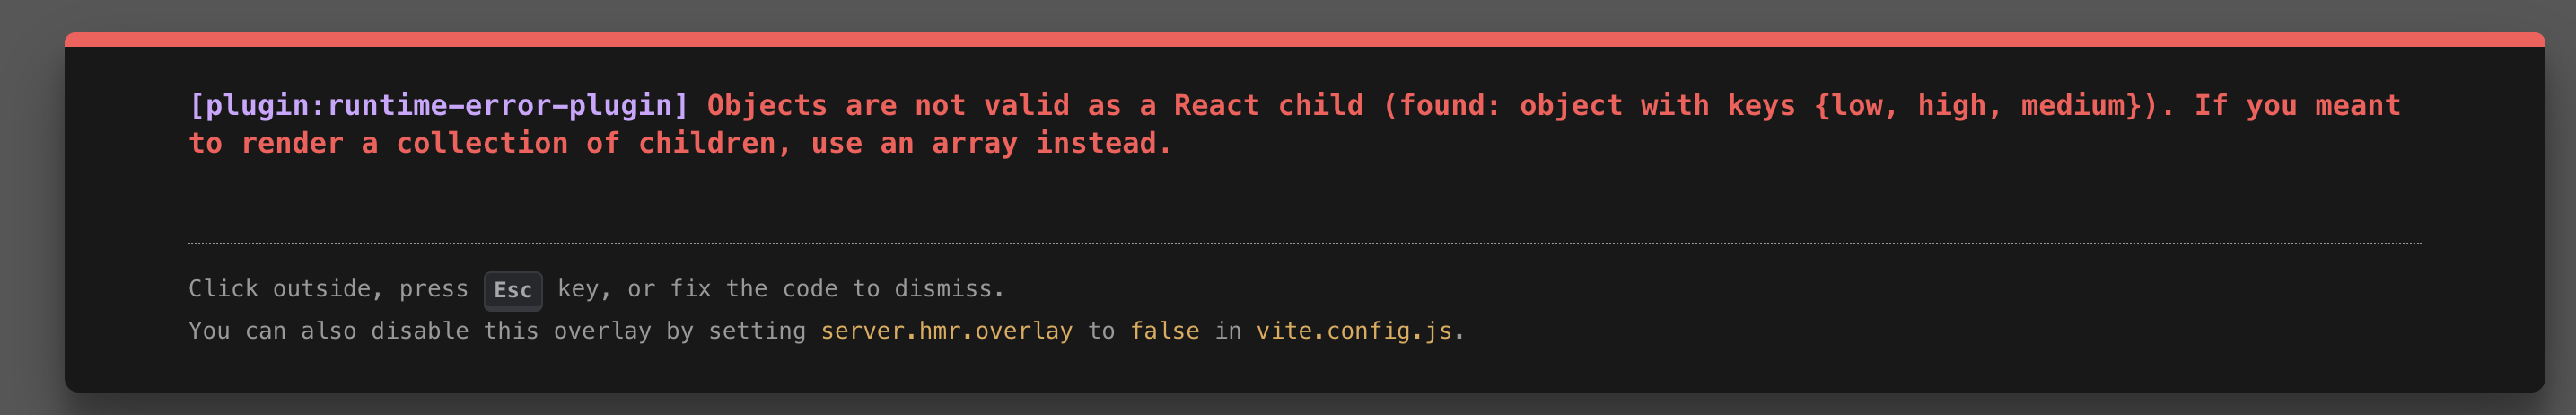 [plugin:runtime-error-plugin] Objects are not valid as a React child (found: object with keys {low, high, medium}). If you meant
to render a collection of children, use an array instead.
Click outside, press Esc key, or fix the code to dismiss.
You can also disable this overlay by setting server.hmr.overlay to false in vite.config.js.